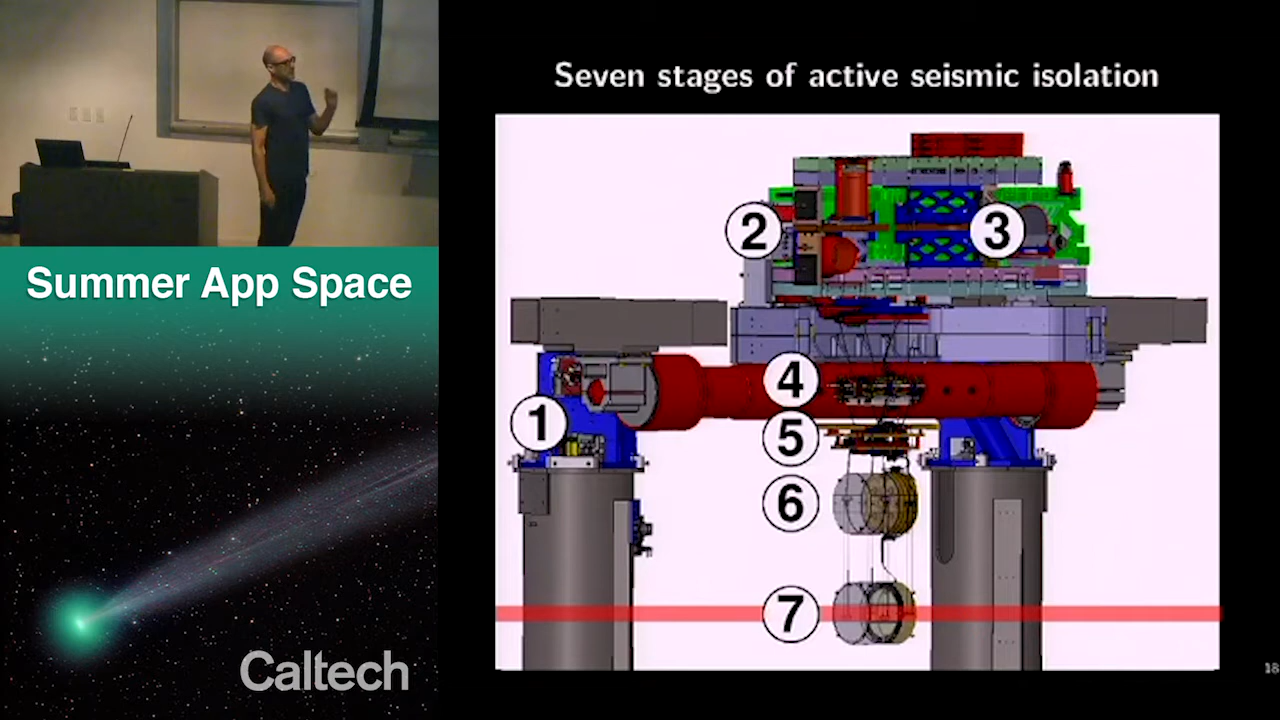 Seven stages of active seismic isolation
2
3
4
1
5
6
7
18
Summer App Space
Caltech